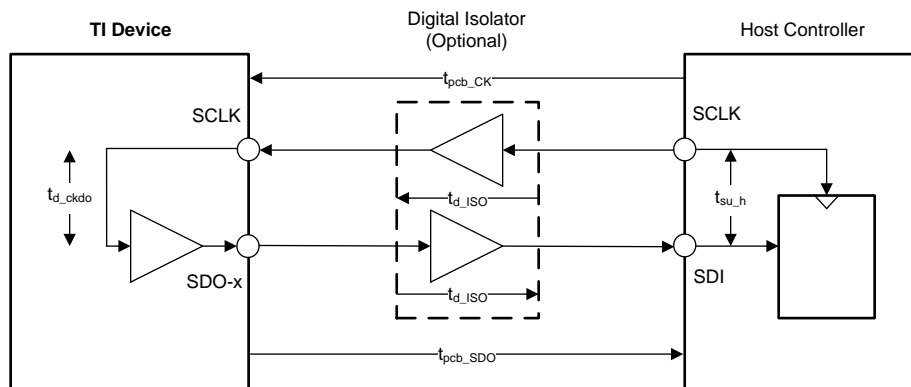 TI Device
Digital Isolator
(Optional)
Host Controller
tpcb_CK
SCLK
SCLK
td_ckdo
td_ISO
tsu_h
SDO-x
SDI
td_ISO
tpcb_SDO